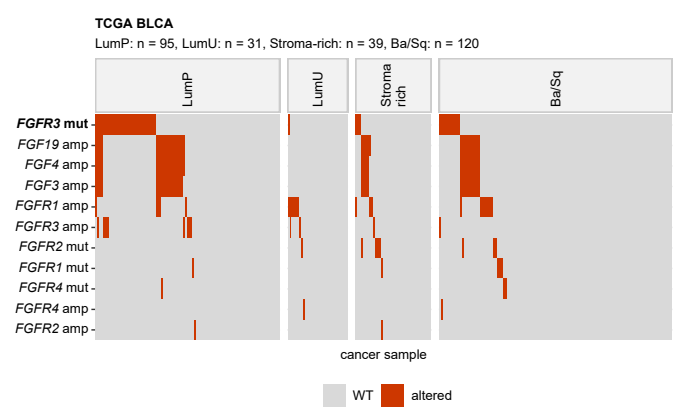 TCGA BLCA
LumP: n = 95, LumU: n = 31, Stroma-rich: n = 39, Ba/Sq: n = 120
LumP
LumU
Stroma
rich
Ba/Sq
FGFR3 mut
FGF19 amp
FGF4 amp
FGF3 amp
FGFR1 amp
FGFR3 amp
FGFR2 mut
FGFR1 mut
FGFR4 mut
FGFR4 amp
FGFR2 amp
cancer sample
WT altered